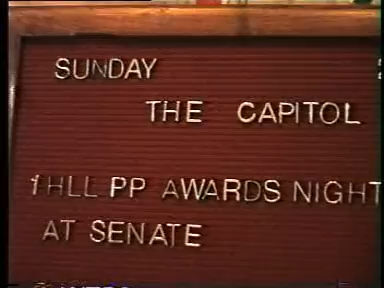 SUNDAY
THE CAPITOL
1HLL PP AWARDS NIGHT
AT SENATE